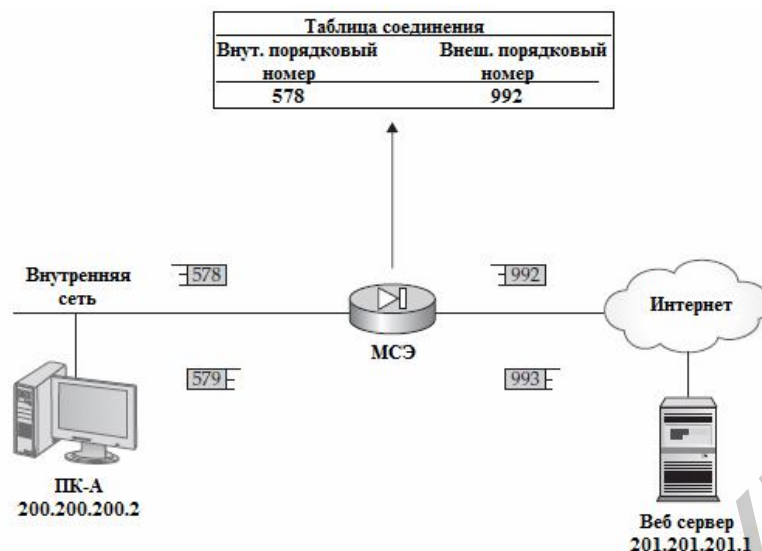 Таблица соединения
Внут. порядковый номер
Внеш. порядковый номер
578
992
578
992
Внутренняя сеть
Интернет
МСЭ
579
993
ПК-А
200.200.200.2
Веб сервер
201.201.201.1